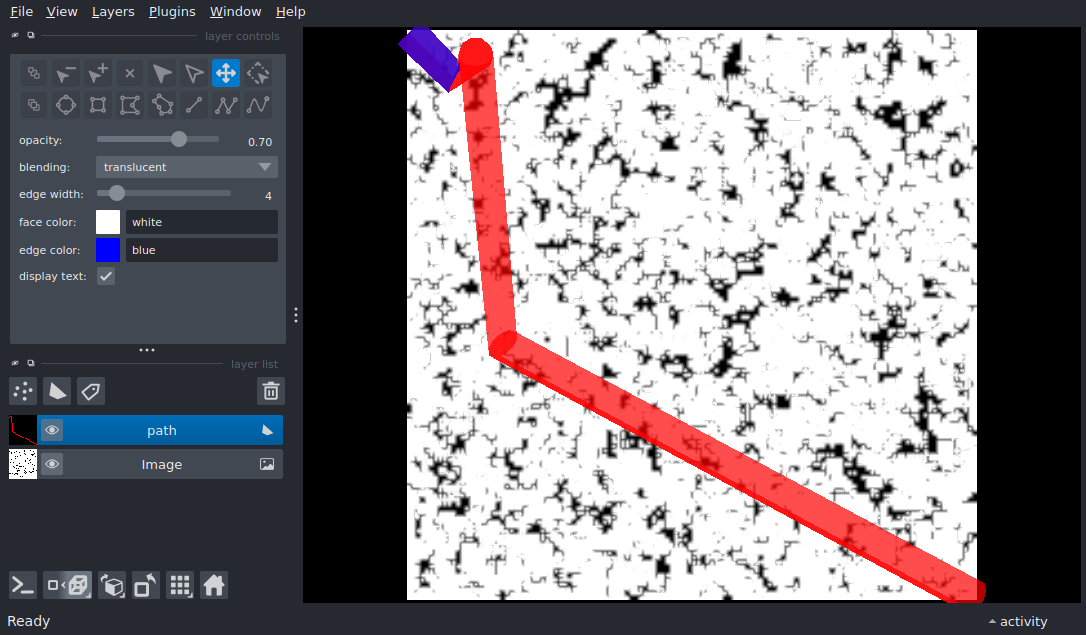 File View Layers Plugins Window Help
layer controls
opacity: 0.70
blending: translucent
edge width: 4
face color: white
edge color: blue
display text:
layer list
path
Image
Ready
activity